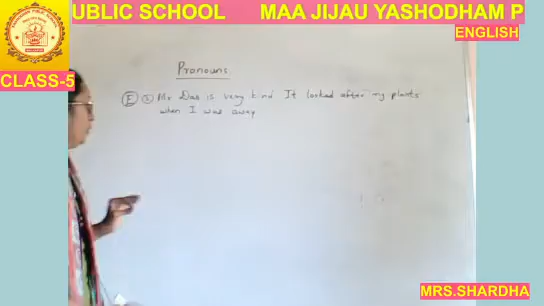 UBLIC SCHOOL MAA JIJAU YASHODHAM P
ENGLISH
CLASS-5
Pronouns
E 2) Mr Das is very kind It looked after my plants
when I was away
MRS.SHARDHA